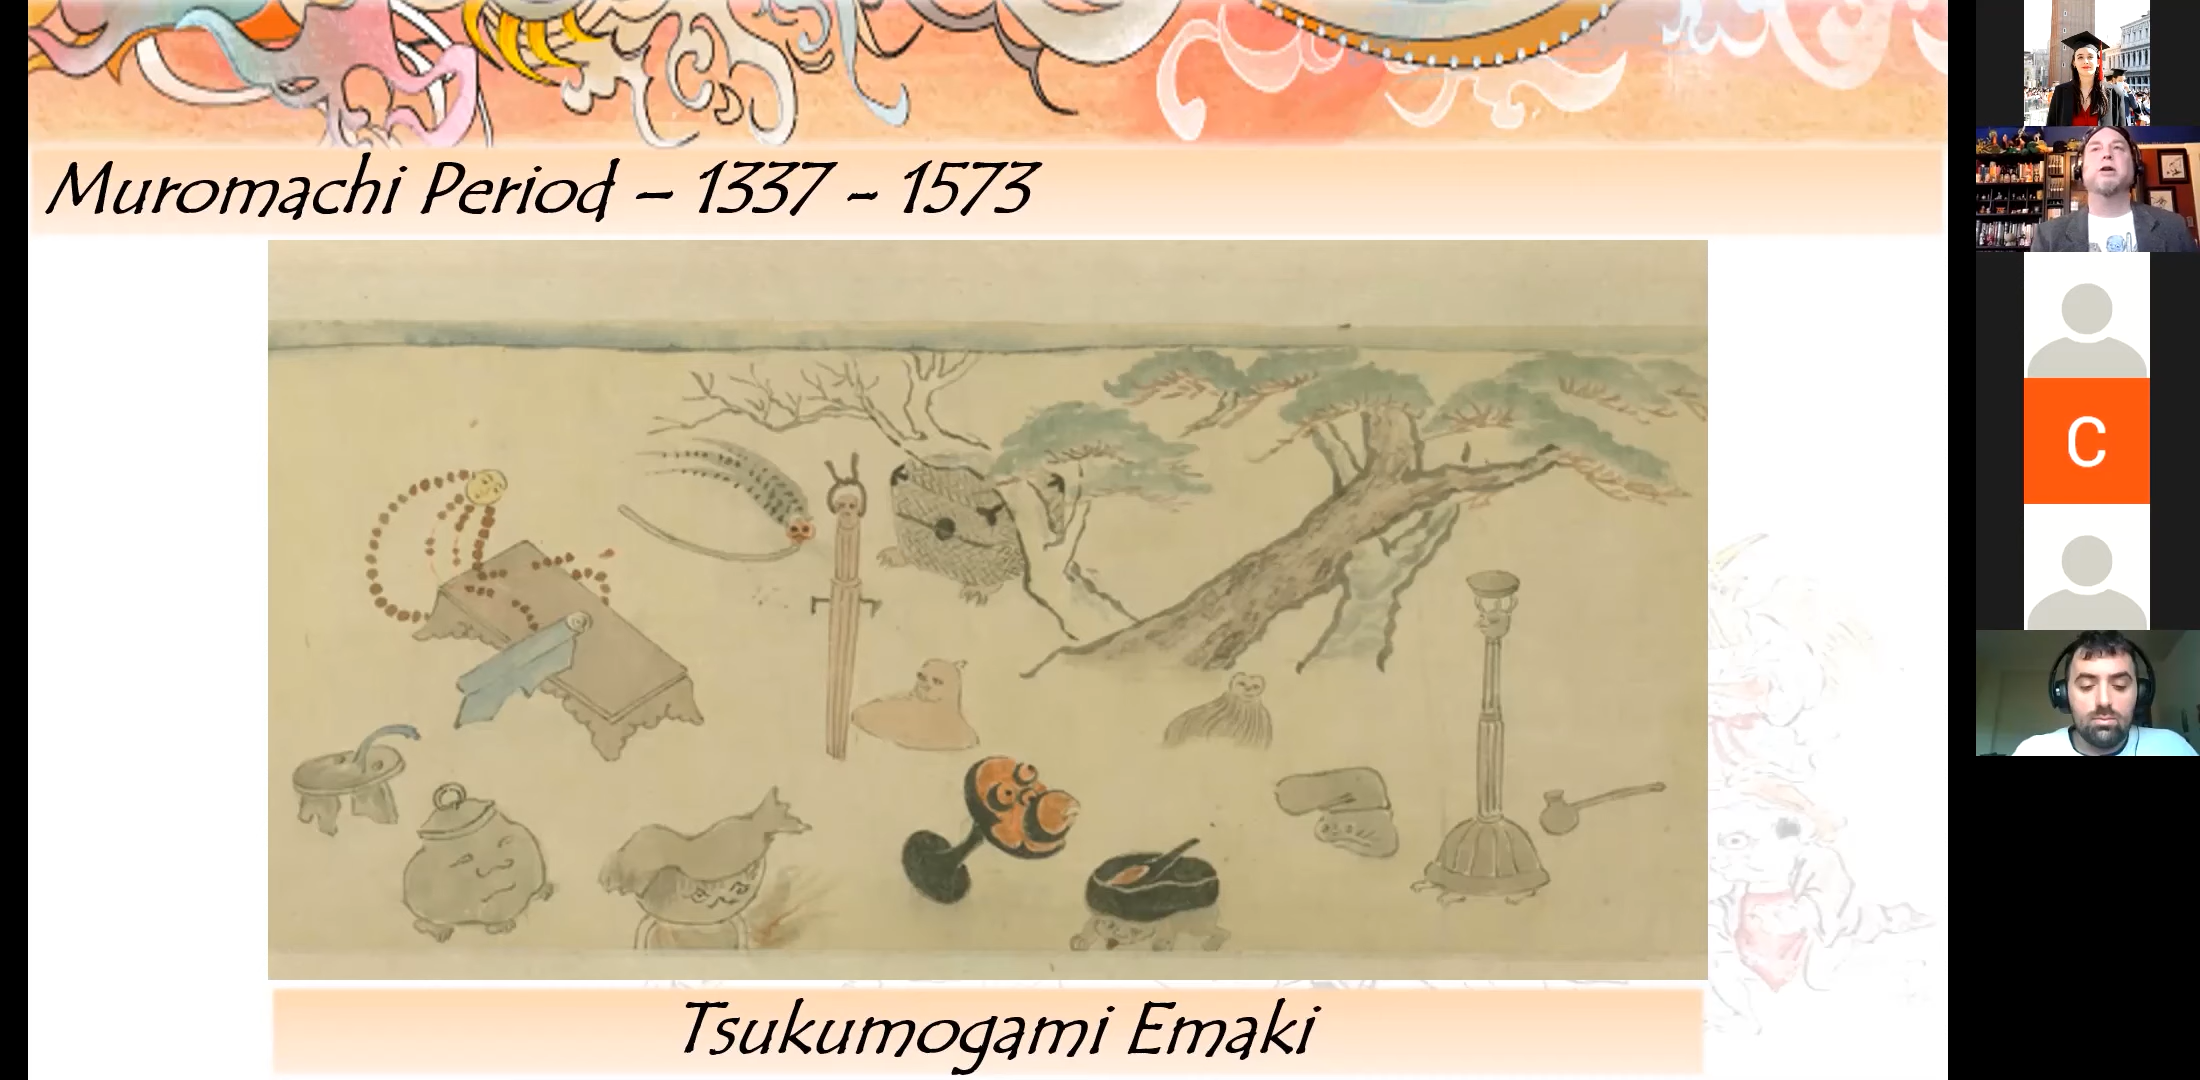 Muromachi Period – 1337 - 1573
Tsukumogami Emaki
C